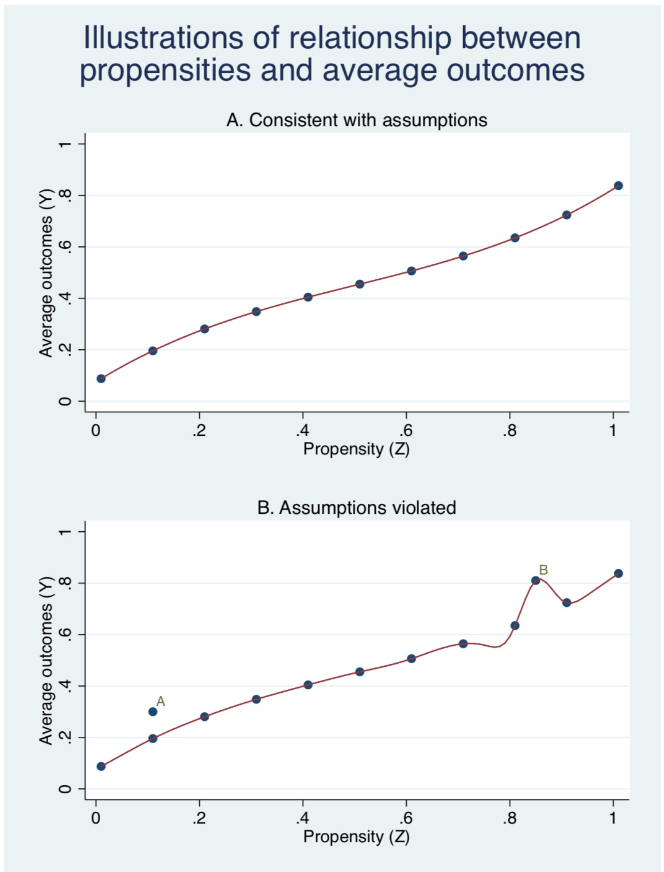 Illustrations of relationship between
propensities and average outcomes
A. Consistent with assumptions
Average outcomes (Y)
1
.8
.6
.4
.2
0
0 .2 .4 .6 .8 1
Propensity (Z)
B. Assumptions violated
Average outcomes (Y)
1
.8
.6
.4
.2
0
B
A
0 .2 .4 .6 .8 1
Propensity (Z)